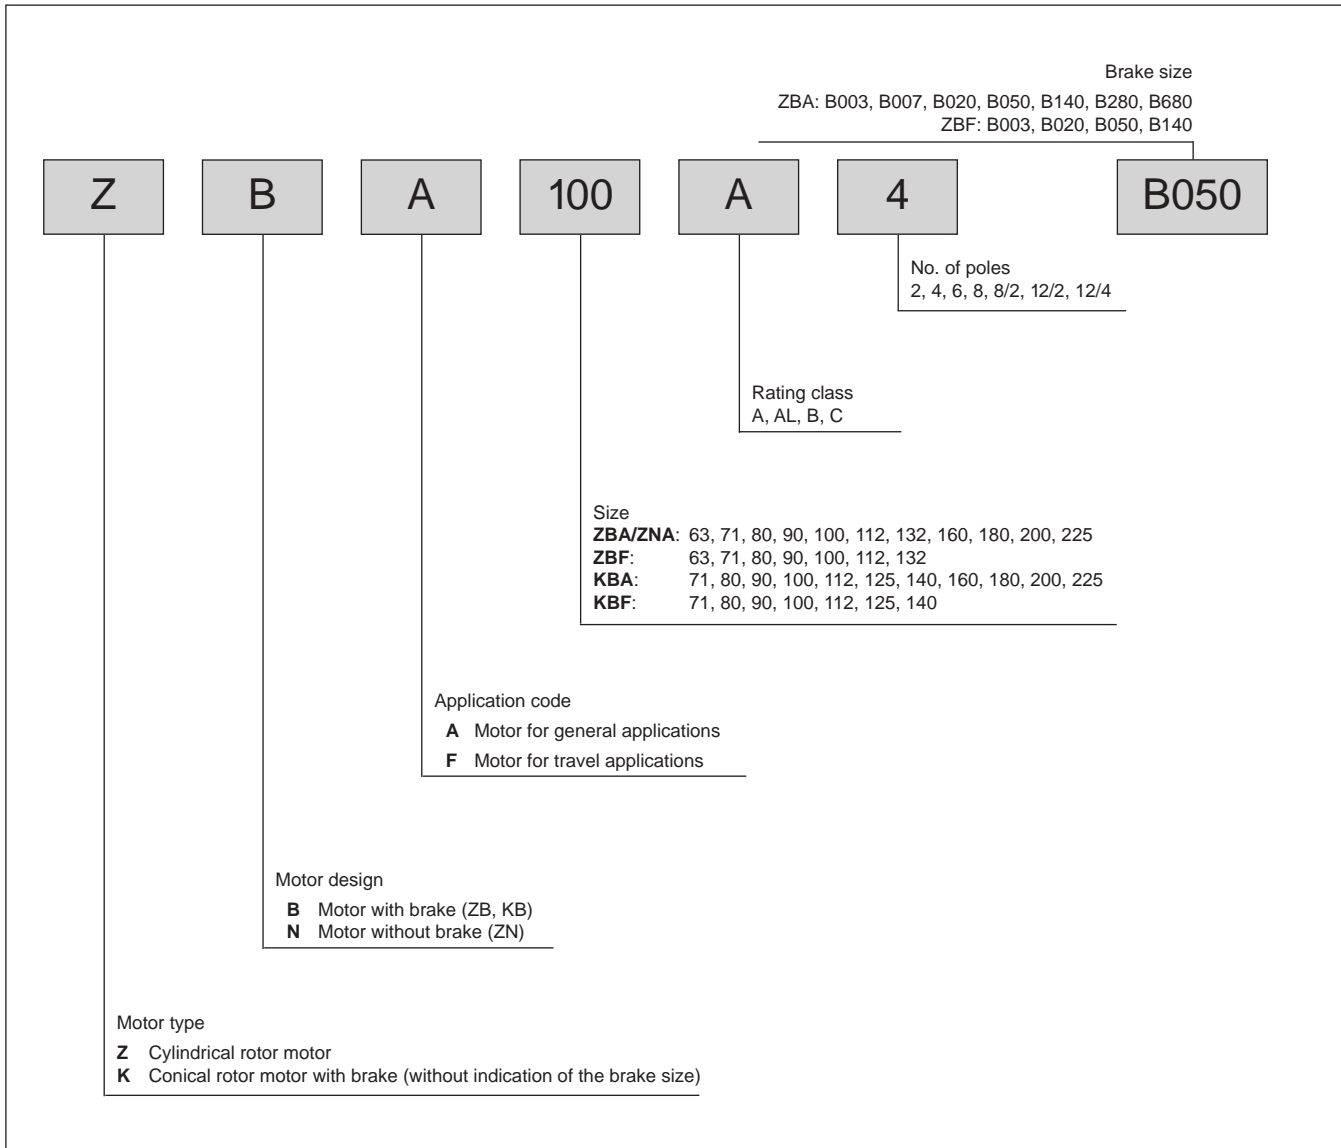 Brake size
ZBA: B003, B007, B020, B050, B140, B280, B680
ZBF: B003, B020, B050, B140
Z B A 100 A 4 B050
No. of poles
2, 4, 6, 8, 8/2, 12/2, 12/4
Rating class
A, AL, B, C
Size
ZBA/ZNA: 63, 71, 80, 90, 100, 112, 132, 160, 180, 200, 225
ZBF: 63, 71, 80, 90, 100, 112, 132
KBA: 71, 80, 90, 100, 112, 125, 140, 160, 180, 200, 225
KBF: 71, 80, 90, 100, 112, 125, 140
Application code
A Motor for general applications
F Motor for travel applications
Motor design
B Motor with brake (ZB, KB)
N Motor without brake (ZN)
Motor type
Z Cylindrical rotor motor
K Conical rotor motor with brake (without indication of the brake size)